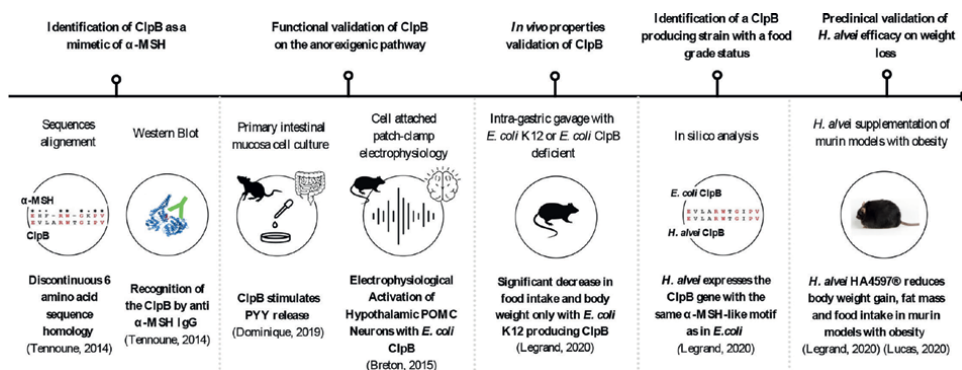 Identification of ClpB as a
mimetic of α-MSH
Functional validation of ClpB
on the anorexigenic pathway
In vivo properties
validation of ClpB
Identification of a ClpB
producing strain with a food
grade status
Preclinical validation of
H. alvei efficacy on weight
loss
Sequences
alignement
α-MSH
ClpB
EVLARWTGIPV
Discontinuous 6
amino acid
sequence
homology
(Tennoune, 2014)
Western Blot
Recognition of
the ClpB by anti
α-MSH IgG
(Tennoune, 2014)
Primary intestinal
mucosa cell culture
ClpB stimulates
PYY release
(Dominique, 2019)
Cell attached
patch-clamp
electrophysiology
Electrophysiological
Activation of
Hypothalamic POMC
Neurons with E. coli
ClpB
(Breton, 2015)
Intra-gastric gavage with
E. coli K12 or E. coli ClpB
deficient
Significant decrease in
food intake and body
weight only with E. coli
K12 producing ClpB
(Legrand, 2020)
In silico analysis
E. coli ClpB
EVLARWTGIPV
EVLARWTGIPV
H. alvei ClpB
H. alvei expresses the
ClpB gene with the
same α-MSH-like motif
as in E.coli
(Legrand, 2020)
H. alvei supplementation of
murin models with obesity
H. alvei HA4597® reduces
body weight gain, fat mass
and food intake in murin
models with obesity
(Legrand, 2020) (Lucas, 2020)